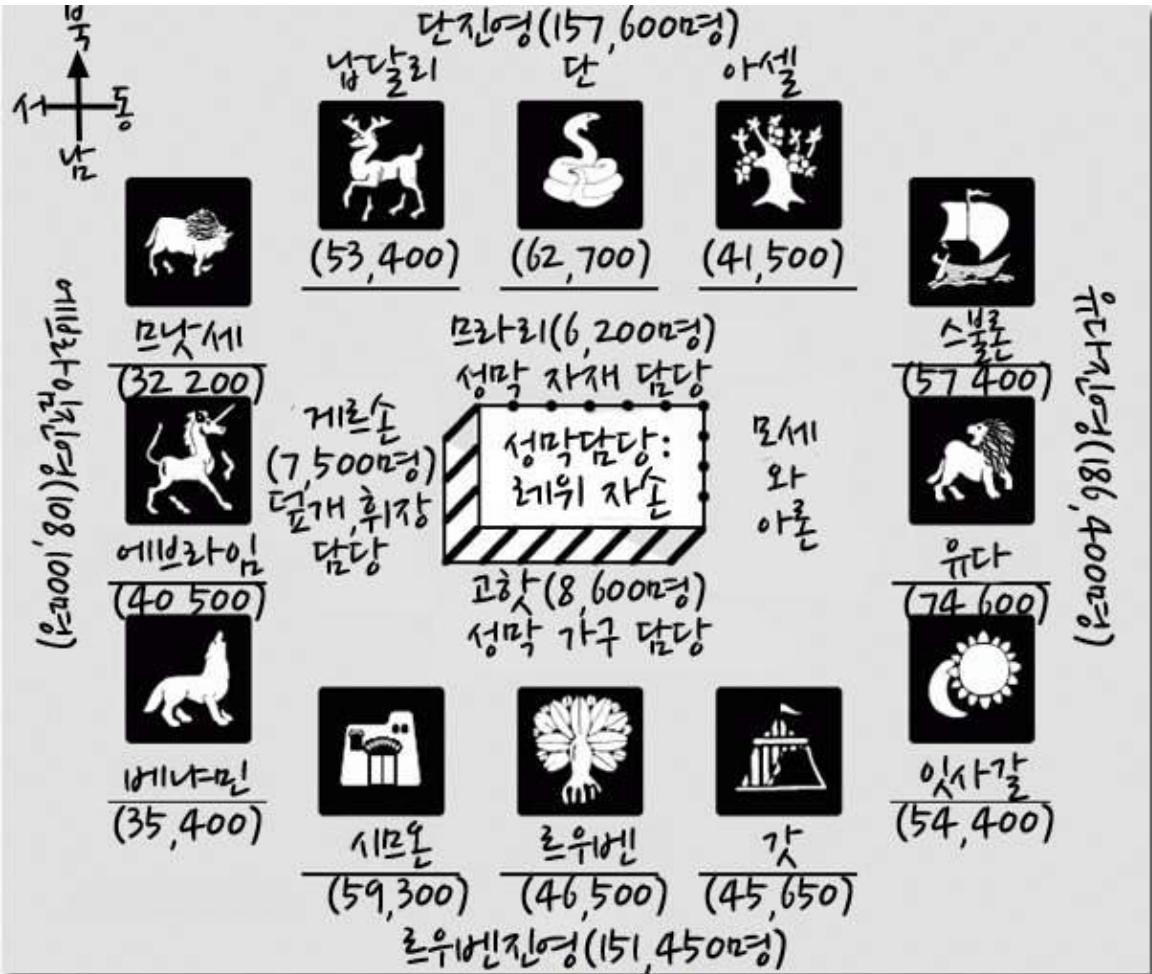 단진영(157,600명)
북
서 동
남
납달리
(53,400)
단
(62,700)
아셀
(41,500)
므낫세
(32 200)
에브라임
(40 500)
베냐민
(35,400)
에브라임진영(108,100명)
므라리(6,200명)
성막 자재 담당
게르손
(7,500명)
덮개,휘장
담당
성막담당:
레위 자손
모세
와
아론
고핫(8,600명)
성막 가구 담당
스불론
(57 400)
유다
(74 600)
잇사갈
(54,400)
유다진영(186,400명)
시므온
(59,300)
르우벤
(46,500)
갓
(45,650)
르우벤진영(151,450명)